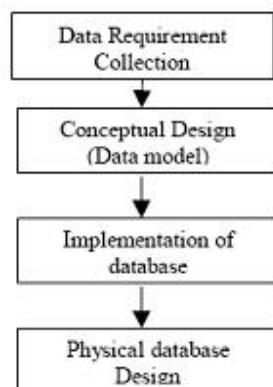 Data Requirement
Collection
Conceptual Design
(Data model)
Implementation of
database
Physical database
Design